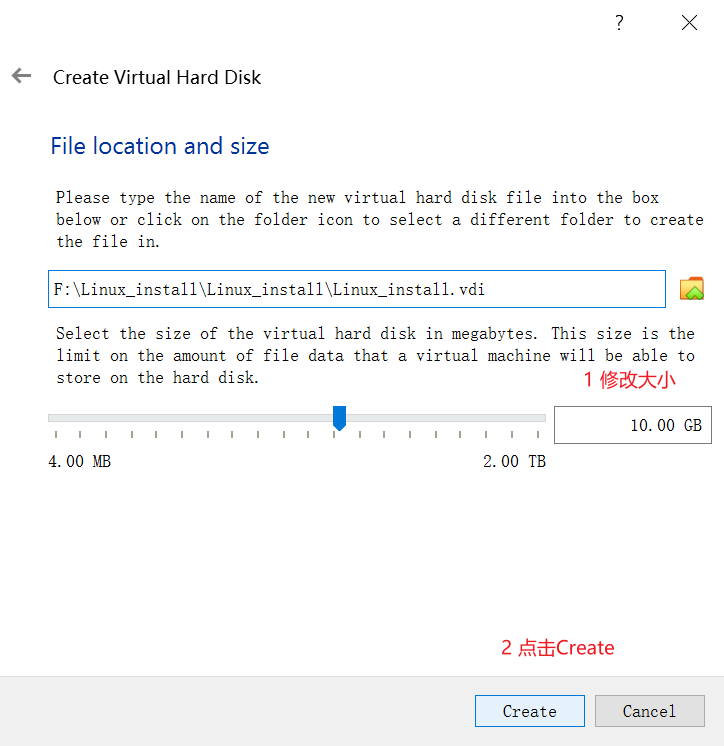 ?
Create Virtual Hard Disk
File location and size
Please type the name of the new virtual hard disk file into the box
below or click on the folder icon to select a different folder to create
the file in.
F:\Linux_install\Linux_install\Linux_install.vdi
Select the size of the virtual hard disk in megabytes. This size is the
limit on the amount of file data that a virtual machine will be able to
store on the hard disk.
1 修改大小
10.00 GB
4.00 MB
2.00 TB
2 点击Create
Create
Cancel